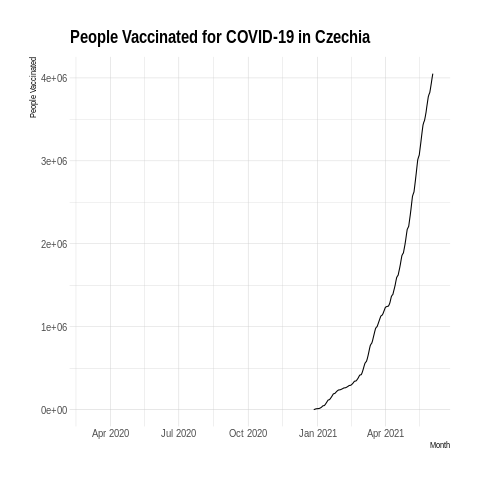 People Vaccinated for COVID-19 in Czechia
People Vaccinated
4e+06
3e+06
2e+06
1e+06
0e+00
Apr 2020 Jul 2020 Oct 2020 Jan 2021 Apr 2021
Month